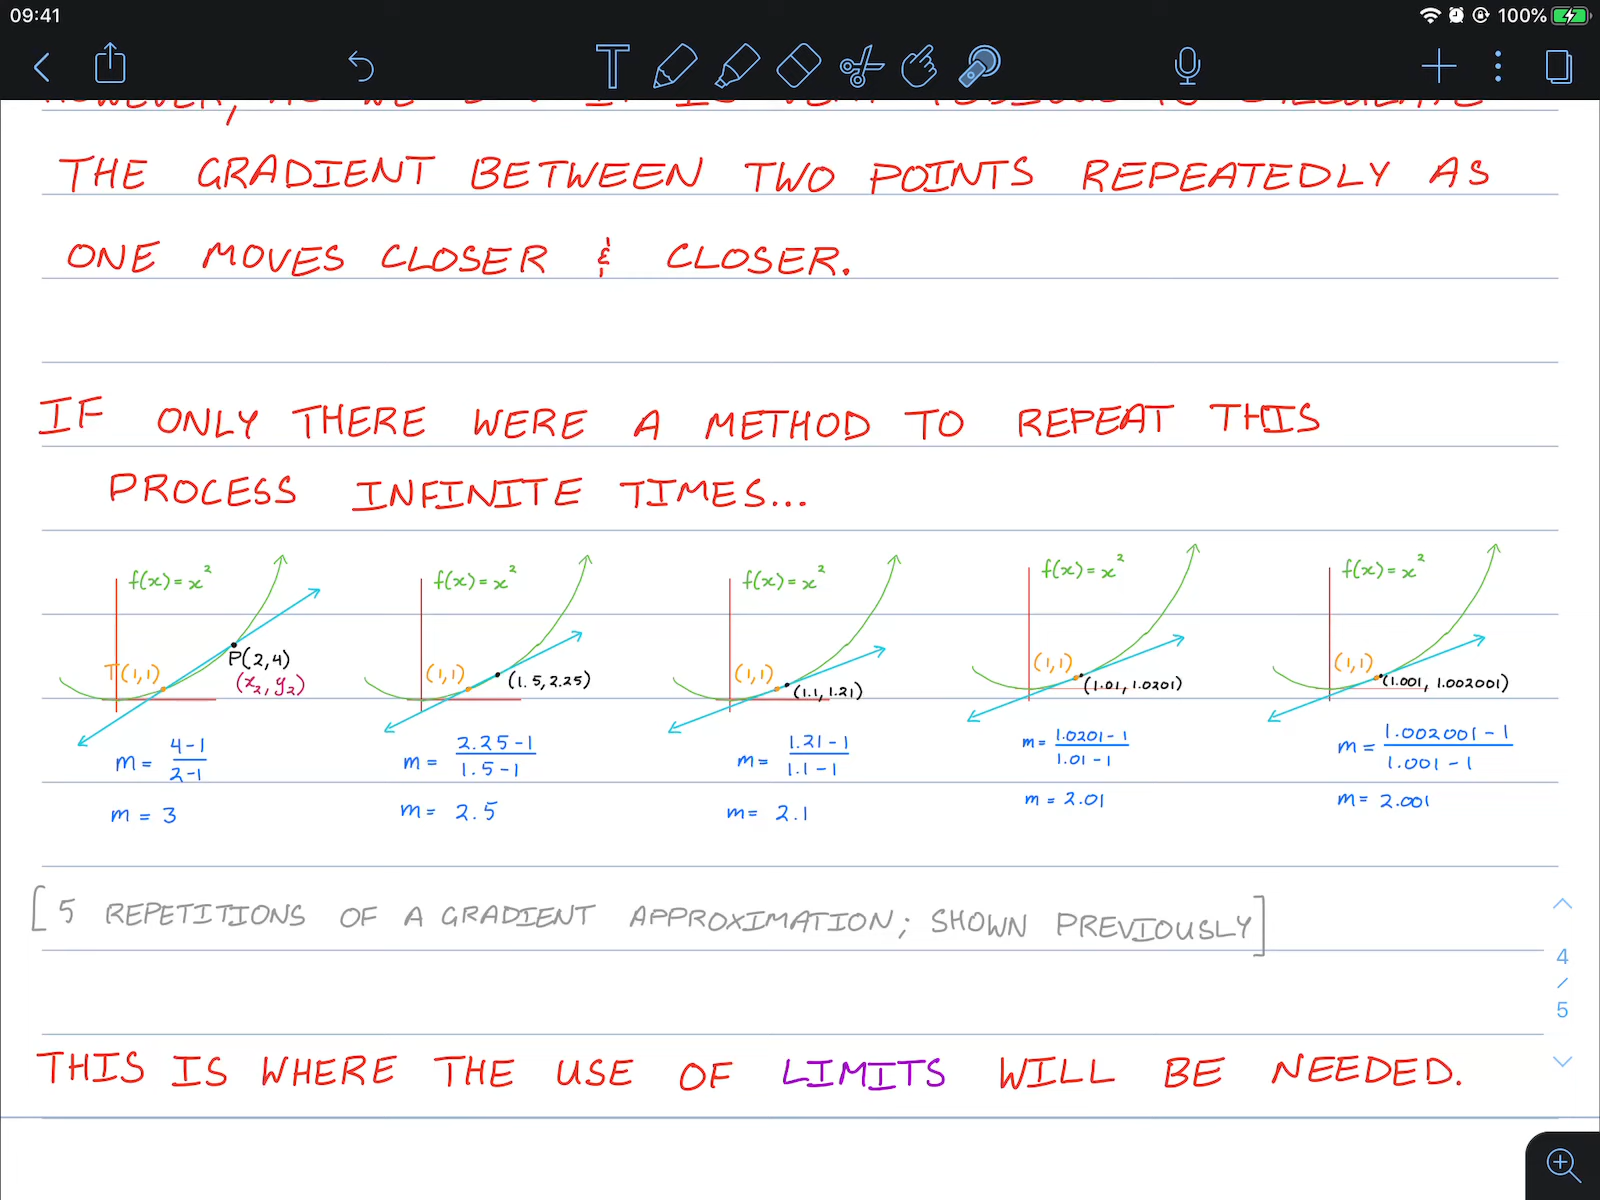 09:41
100%
THE GRADIENT BETWEEN TWO POINTS REPEATEDLY AS
ONE MOVES CLOSER & CLOSER.
IF ONLY THERE WERE A METHOD TO REPEAT THIS
PROCESS INFINITE TIMES...
f(x)=x² f(x)=x² f(x)=x² f(x)=x² f(x)=x²
T(1,1) P(2,4) (1,1) (1.5,2.25) (1,1) (1.1,1.21) (1,1) (1.01,1.0201) (1,1) (1.001, 1.002001)
(x₂,y₂)
m= 4-1/2-1 m= 2.25-1/1.5-1 m= 1.21-1/1.1-1 m= 1.0201-1/1.01-1 m= 1.002001-1/1.001-1
m = 3 m= 2.5 m= 2.1 m = 2.01 m= 2.001
[5 REPETITIONS OF A GRADIENT APPROXIMATION; SHOWN PREVIOUSLY]
4
/
5
THIS IS WHERE THE USE OF LIMITS WILL BE NEEDED.